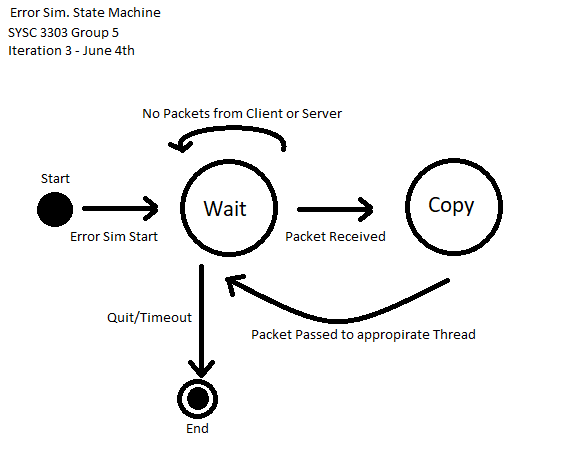 Error Sim. State Machine
SYSC 3303 Group 5
Iteration 3 - June 4th
No Packets from Client or Server
Start
Wait
Copy
Error Sim Start
Packet Received
Quit/Timeout
Packet Passed to appropirate Thread
End